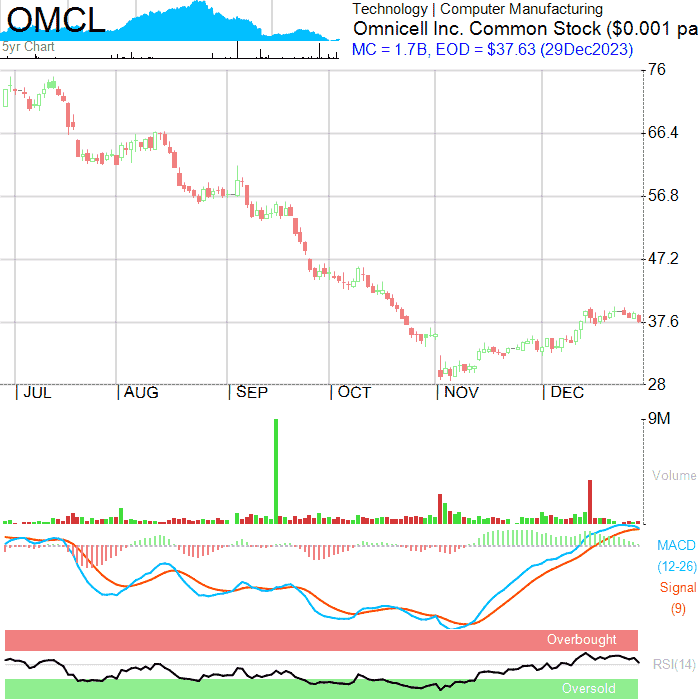 OMCL
5yr Chart
Technology | Computer Manufacturing
Omnicell Inc. Common Stock ($0.001 pa
MC = 1.7B, EOD = $37.63 (29Dec2023)
76
66.4
56.8
47.2
37.6
28
JUL AUG SEP OCT NOV DEC
9M
Volume
MACD
(12-26)
Signal
(9)
Overbought
RSI(14)
Oversold